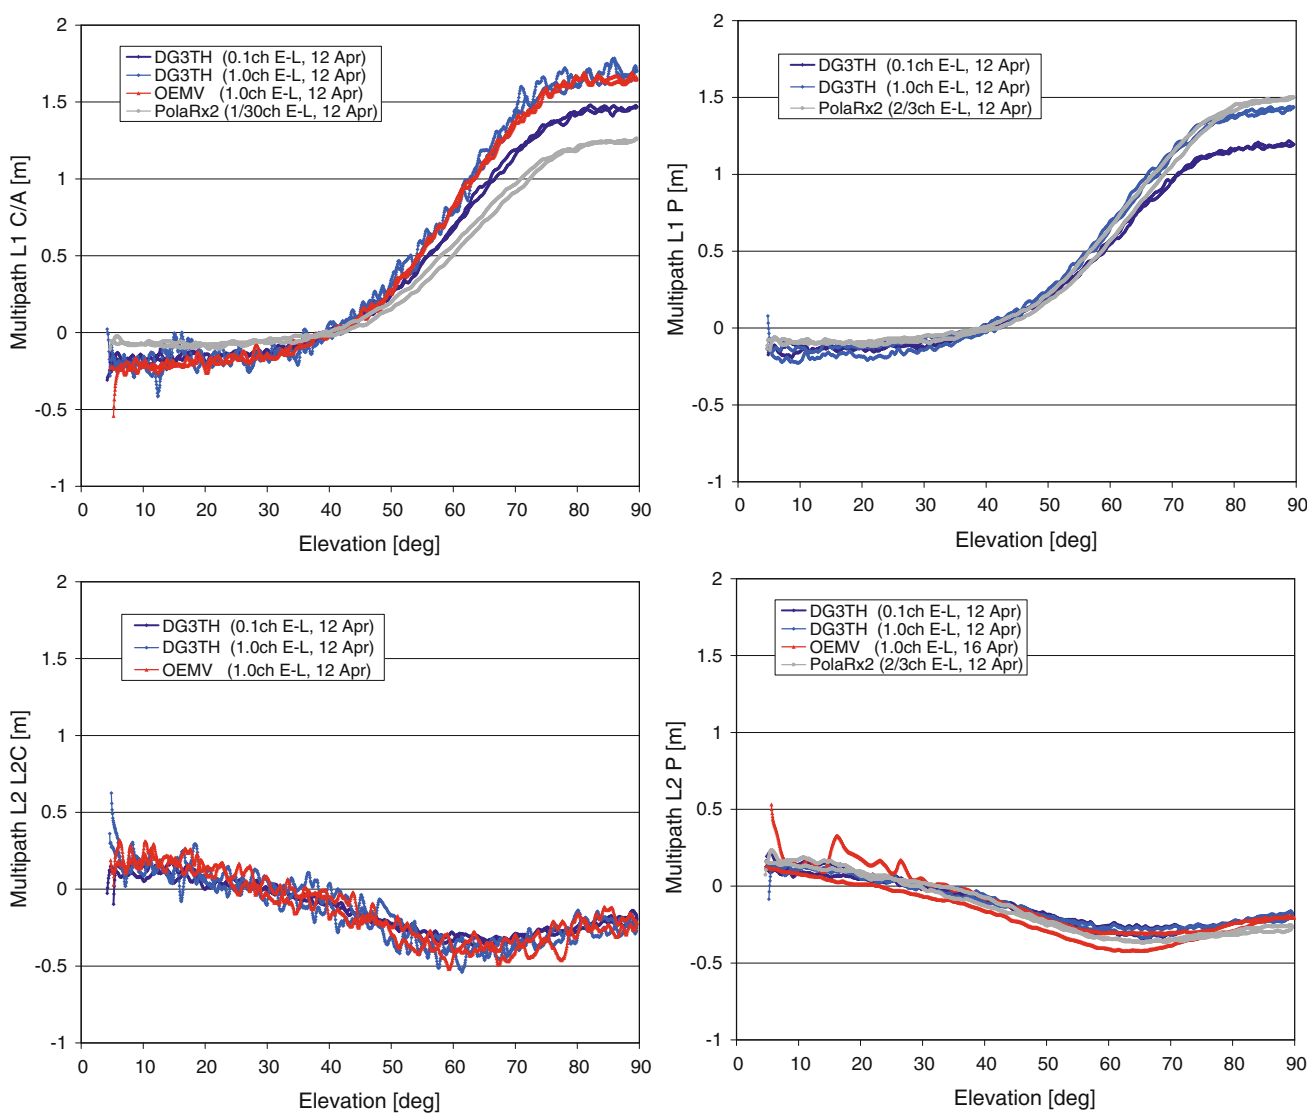 2
1.5
1
0.5
0
-0.5
-1
Multipath L1 C/A [m]
DG3TH (0.1ch E-L, 12 Apr)
DG3TH (1.0ch E-L, 12 Apr)
OEMV (1.0ch E-L, 12 Apr)
PolaRx2 (1/30ch E-L, 12 Apr)
0 10 20 30 40 50 60 70 80 90
Elevation [deg]
2
1.5
1
0.5
0
-0.5
-1
Multipath L1 P [m]
DG3TH (0.1ch E-L, 12 Apr)
DG3TH (1.0ch E-L, 12 Apr)
PolaRx2 (2/3ch E-L, 12 Apr)
0 10 20 30 40 50 60 70 80 90
Elevation [deg]
2
1.5
1
0.5
0
-0.5
-1
Multipath L2 L2C [m]
DG3TH (0.1ch E-L, 12 Apr)
DG3TH (1.0ch E-L, 12 Apr)
OEMV (1.0ch E-L, 12 Apr)
0 10 20 30 40 50 60 70 80 90
Elevation [deg]
2
1.5
1
0.5
0
-0.5
-1
Multipath L2 P [m]
DG3TH (0.1ch E-L, 12 Apr)
DG3TH (1.0ch E-L, 12 Apr)
OEMV (1.0ch E-L, 16 Apr)
PolaRx2 (2/3ch E-L, 12 Apr)
0 10 20 30 40 50 60 70 80 90
Elevation [deg]